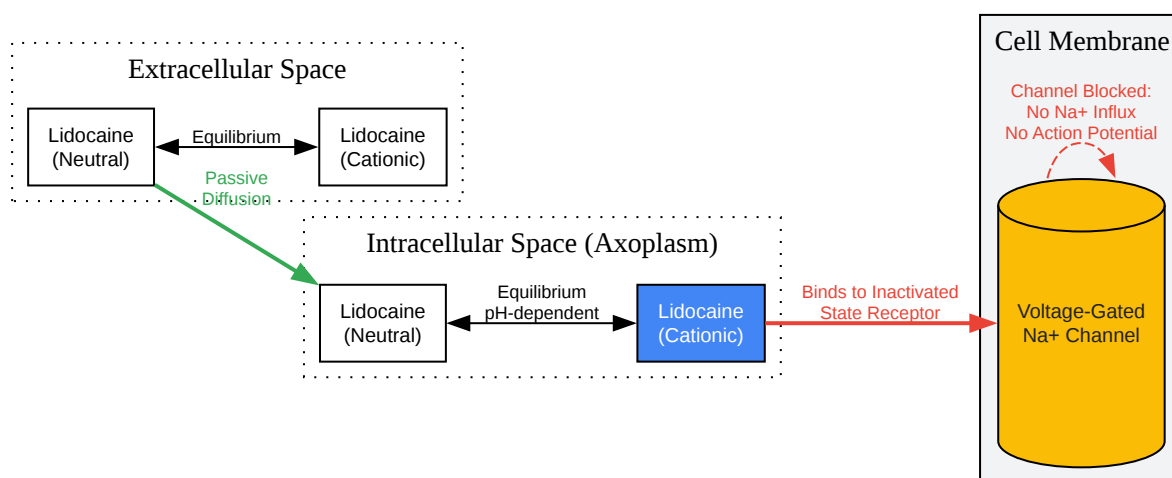 Cell Membrane
Extracellular Space
Channel Blocked:
No Na+ Influx
No Action Potential
Lidocaine
(Neutral)
Equilibrium
Lidocaine
(Cationic)
Passive
Diffusion
Intracellular Space (Axoplasm)
Lidocaine
(Neutral)
Equilibrium
pH-dependent
Lidocaine
(Cationic)
Binds to Inactivated
State Receptor
Voltage-Gated
Na+ Channel